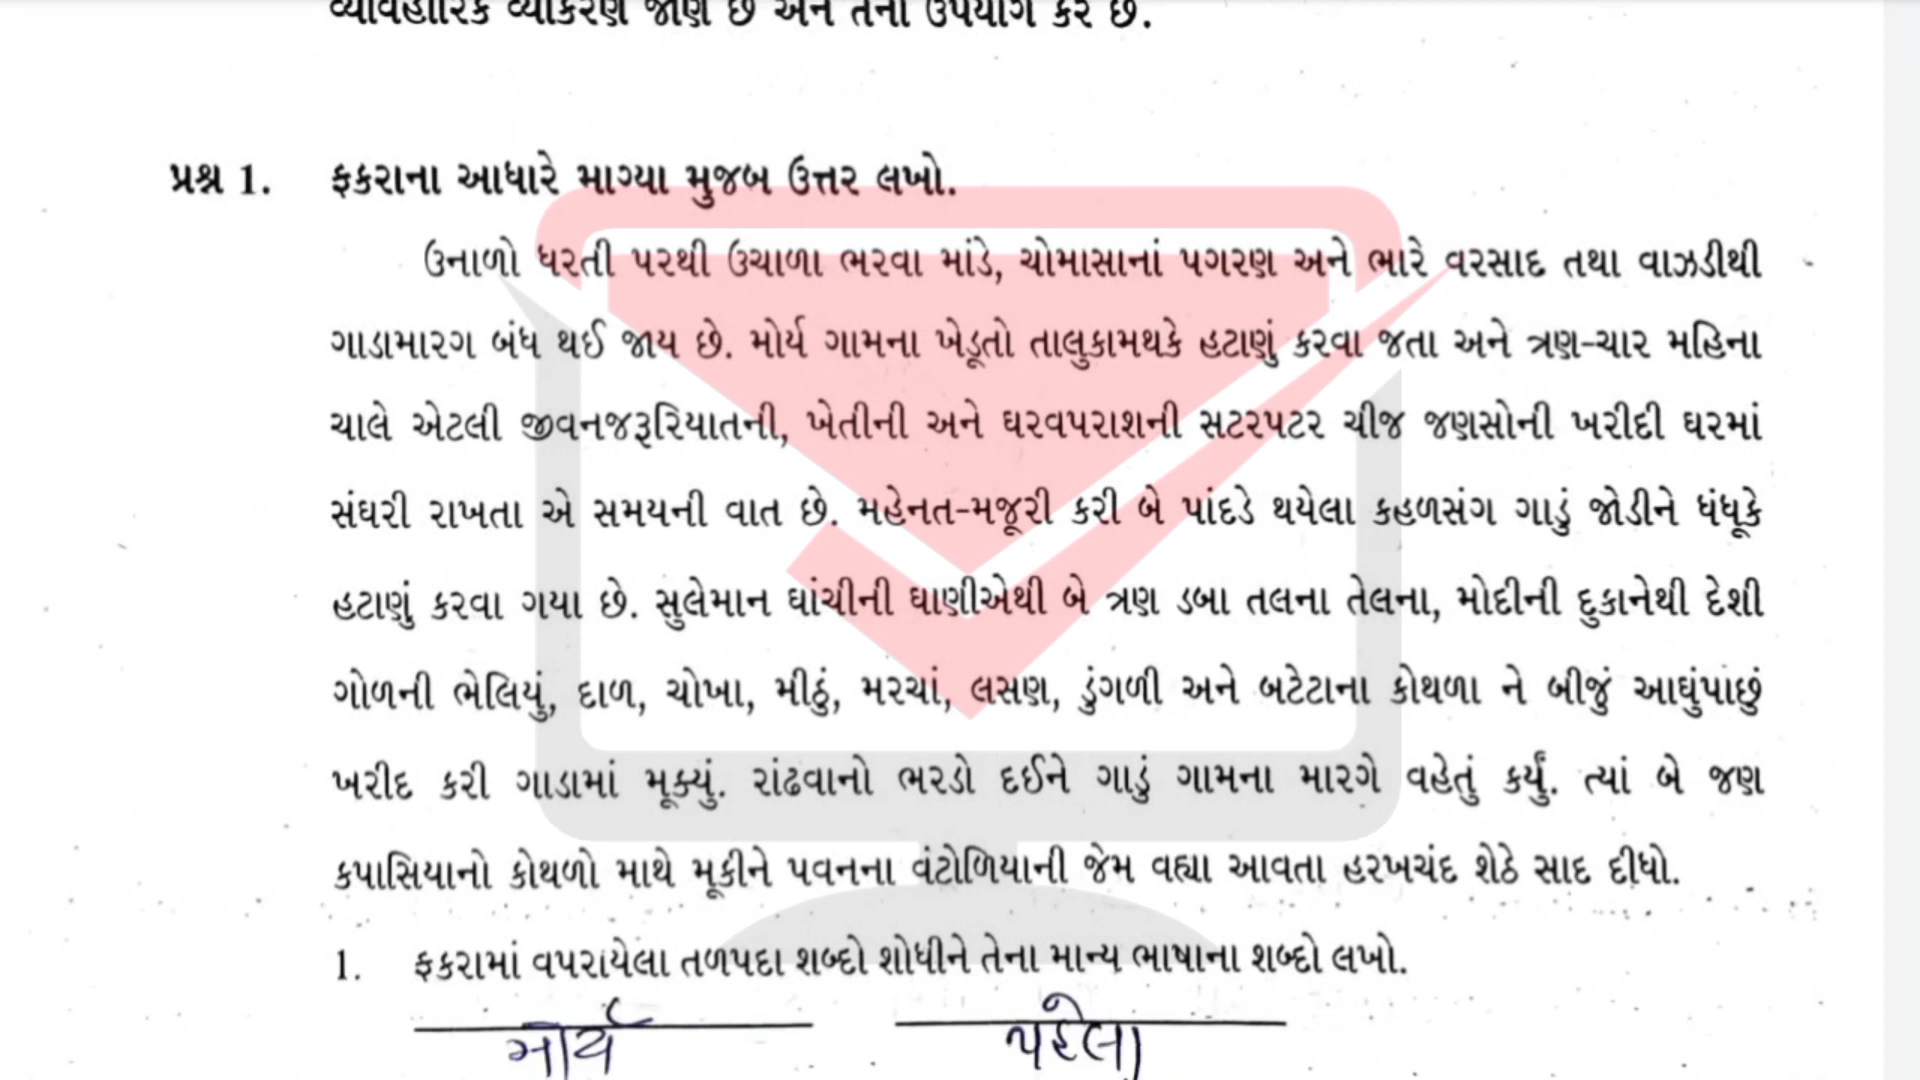 વ્યાવહારિક વ્યાકરણ જાણે છે અને તેનો ઉપયોગ કરે છે.
પ્રશ્ન 1. ફકરાના આધારે માગ્યા મુજબ ઉત્તર લખો.
ઉનાળો ધરતી પરથી ઉચાળા ભરવા માંડે, ચોમાસાનાં પગરણ અને ભારે વરસાદ તથા વાઝડીથી
ગાડામારગ બંધ થઈ જાય છે. મોર્ય ગામના ખેડૂતો તાલુકામથકે હટાણું કરવા જતા અને ત્રણ-ચાર મહિના
ચાલે એટલી જીવનજરૂરિયાતની, ખેતીની અને ઘરવપરાશની સટરપટર ચીજ જણસોની ખરીદી ઘરમાં
સંઘરી રાખતા એ સમયની વાત છે. મહેનત-મજૂરી કરી બે પાંદડે થયેલા કહળસંગ ગાડું જોડીને ધંધૂકે
હટાણું કરવા ગયા છે. સુલેમાન ઘાંચીની ઘાણીએથી બે ત્રણ ડબા તલના તેલના, મોદીની દુકાનેથી દેશી
ગોળની ભેલિયું, દાળ, ચોખા, મીઠું, મરચાં, લસણ, ડુંગળી અને બટેટાના કોથળા ને બીજું આઘુંપાંછું
ખરીદ કરી ગાડામાં મૂક્યું. રાંઢવાનો ભરડો દઈને ગાડું ગામના મારગે વહેતું કર્યું. ત્યાં બે જણ
કપાસિયાનો કોથળો માથે મૂકીને પવનના વંટોળિયાની જેમ વહ્યા આવતા હરખચંદ શેઠે સાદ દીધો.
1. ફકરામાં વપરાયેલા તળપદા શબ્દો શોધીને તેના માન્ય ભાષાના શબ્દો લખો.